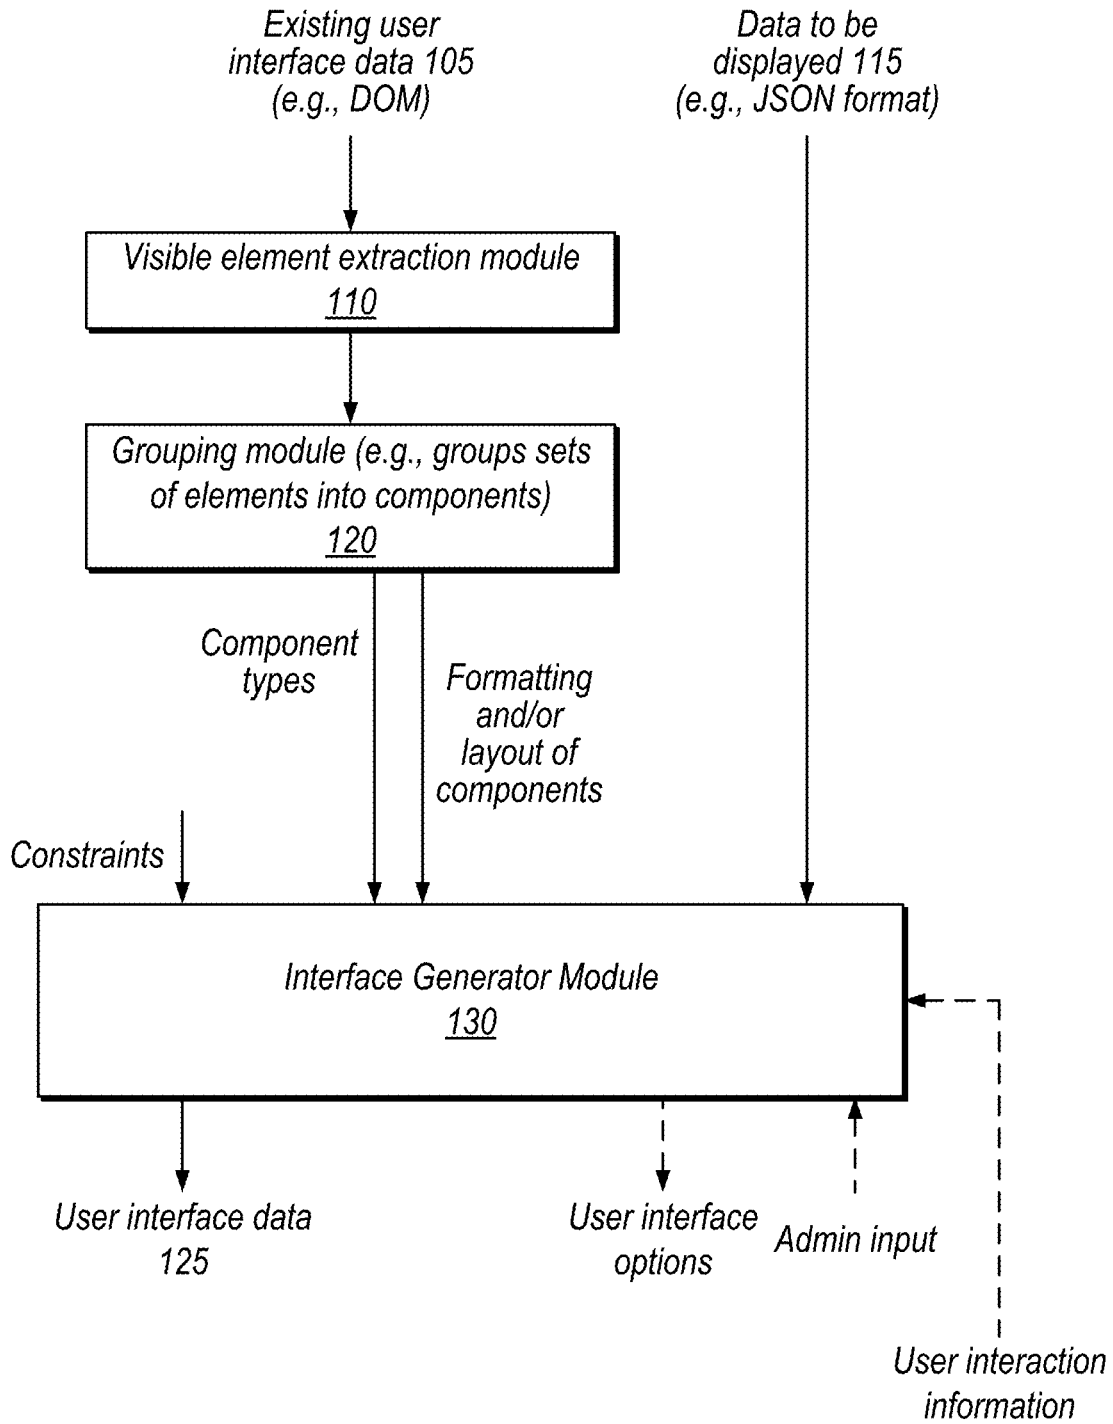 Existing user
interface data 105
(e.g., DOM)
Data to be
displayed 115
(e.g., JSON format)
Visible element extraction module
110
Grouping module (e.g., groups sets
of elements into components)
120
Component
types
Formatting
and/or
layout of
components
Constraints
Interface Generator Module
130
User interface data
125
User interface
options
Admin input
User interaction
information